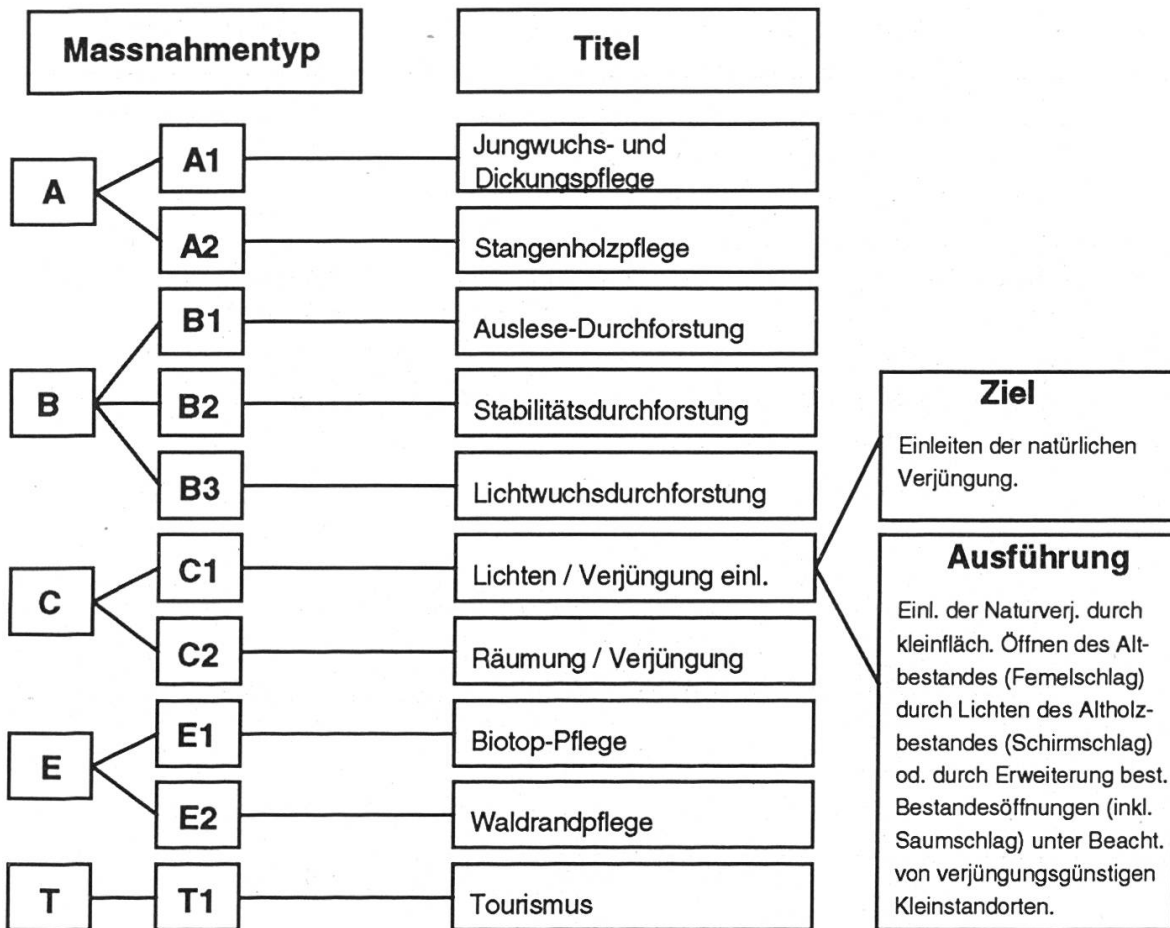 Massnahmentyp
Titel
A
A1
Jungwuchs- und
Dickungspflege
A2
Stangenholzpflege
B
B1
Auslese-Durchforstung
B2
Stabilitätsdurchforstung
B3
Lichtwuchsdurchforstung
C
C1
Lichten / Verjüngung einl.
C2
Räumung / Verjüngung
E
E1
Biotop-Pflege
E2
Waldrandpflege
T
T1
Tourismus
Ziel
Einleiten der natürlichen
Verjüngung.
Ausführung
Einl. der Naturverj. durch
kleinfläch. Öffnen des Alt-
bestandes (Femelschlag)
durch Lichten des Altholz-
bestandes (Schirmschlag)
od. durch Erweiterung best.
Bestandesöffnungen (inkl.
Saumschlag) unter Beacht.
von verjüngungsgünstigen
Kleinstandorten.